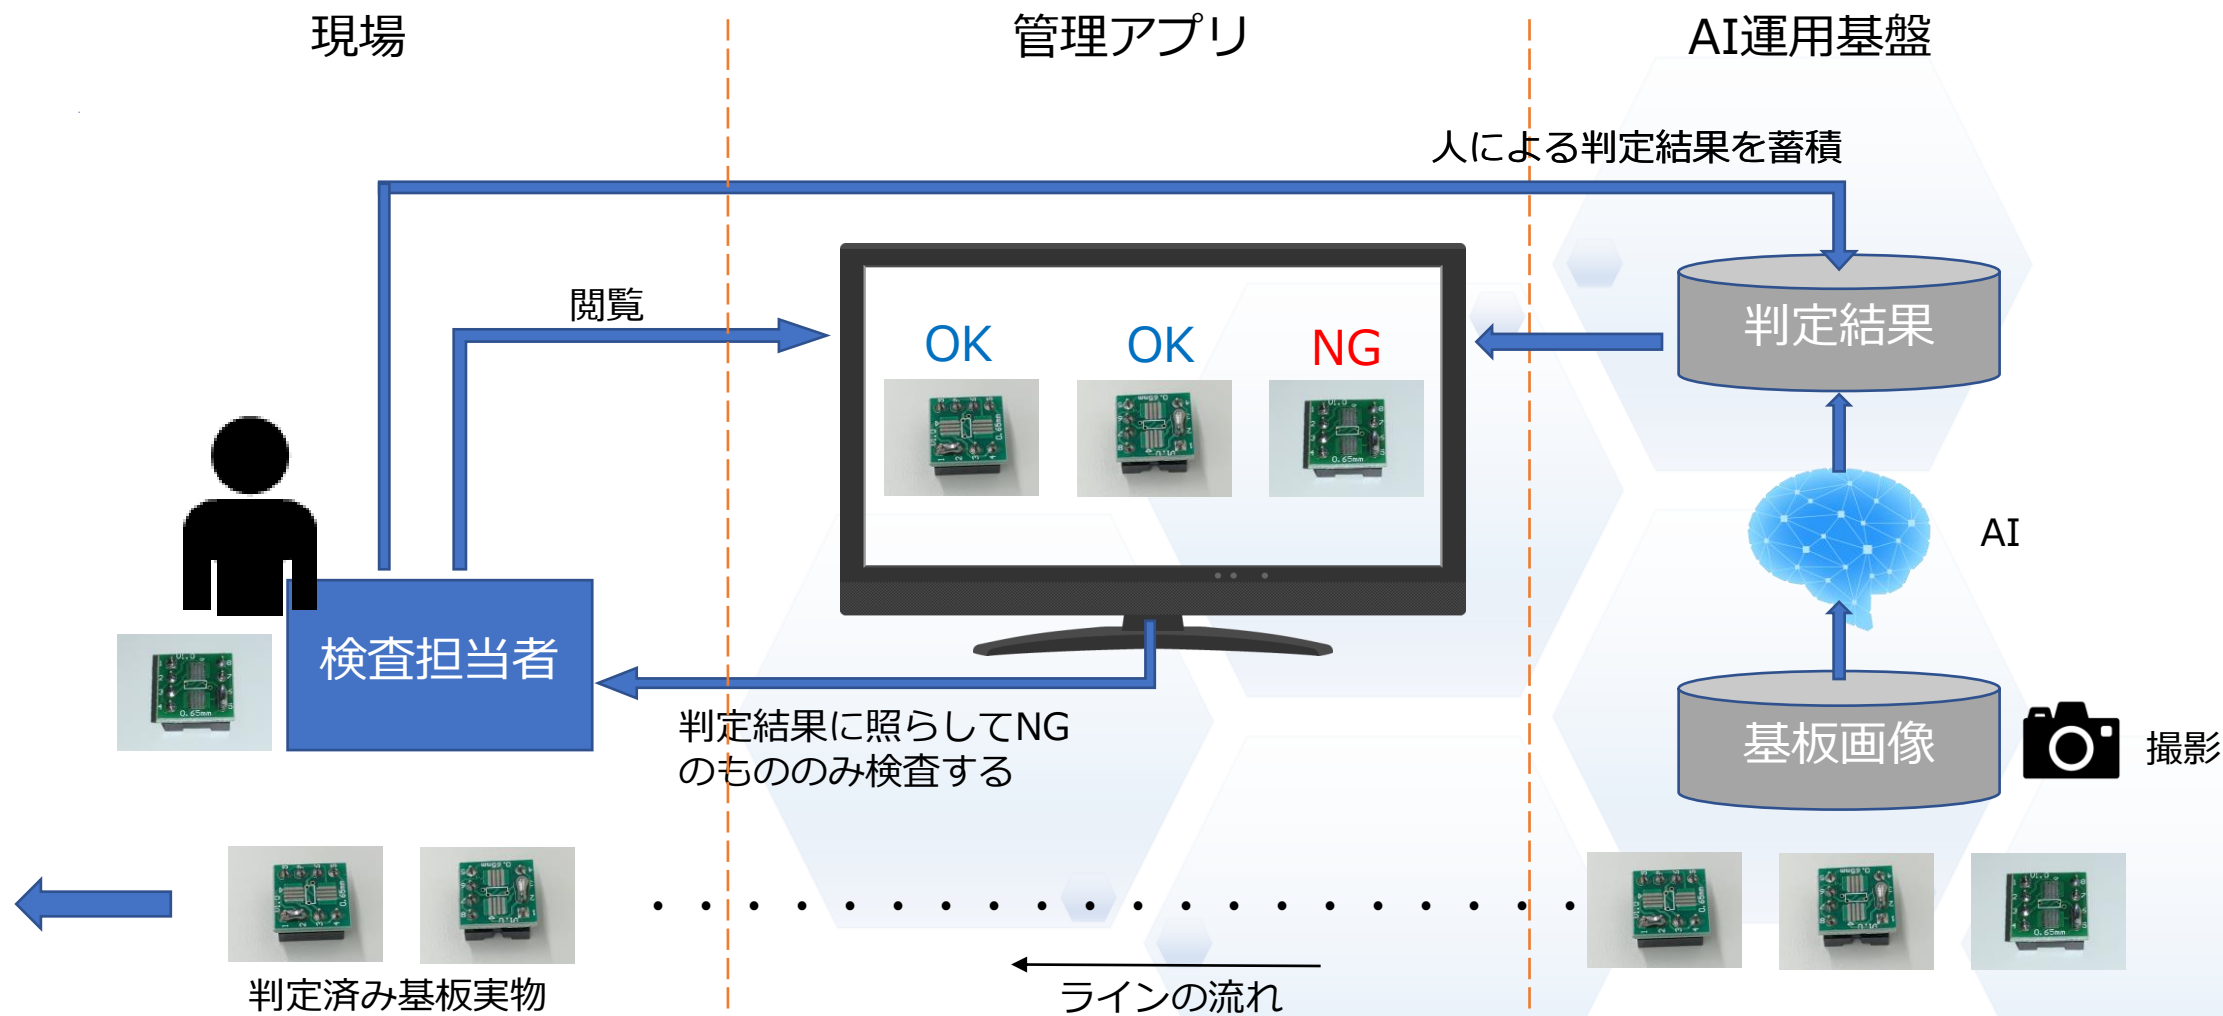 現場
管理アプリ
AI運用基盤
人による判定結果を蓄積
閲覧
OK
OK
NG
判定結果
AI
検査担当者
判定結果に照らしてNG
のもののみ検査する
基板画像
撮影
判定済み基板実物
ラインの流れ